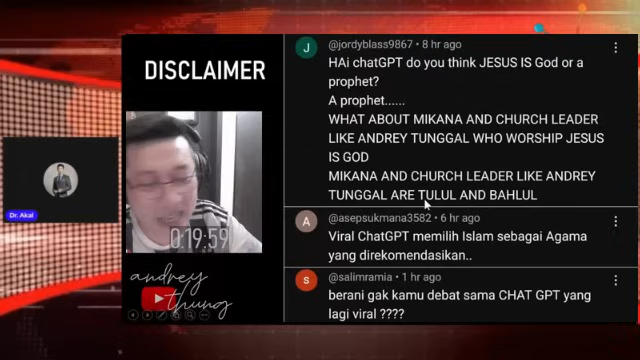 DISCLAIMER
Dr. Akal
0:19:59
andrey
thung
J
@jordyblass9867 • 8 hr ago
HAi chatGPT do you think JESUS IS God or a
prophet?
A prophet......
WHAT ABOUT MIKANA AND CHURCH LEADER
LIKE ANDREY TUNGGAL WHO WORSHIP JESUS
IS GOD
MIKANA AND CHURCH LEADER LIKE ANDREY
TUNGGAL ARE TULUL AND BAHLUL
A
@asepsukmana3582 • 6 hr ago
Viral ChatGPT memilih Islam sebagai Agama
yang direkomendasikan..
s
@salimramia • 1 hr ago
berani gak kamu debat sama CHAT GPT yang
lagi viral ????